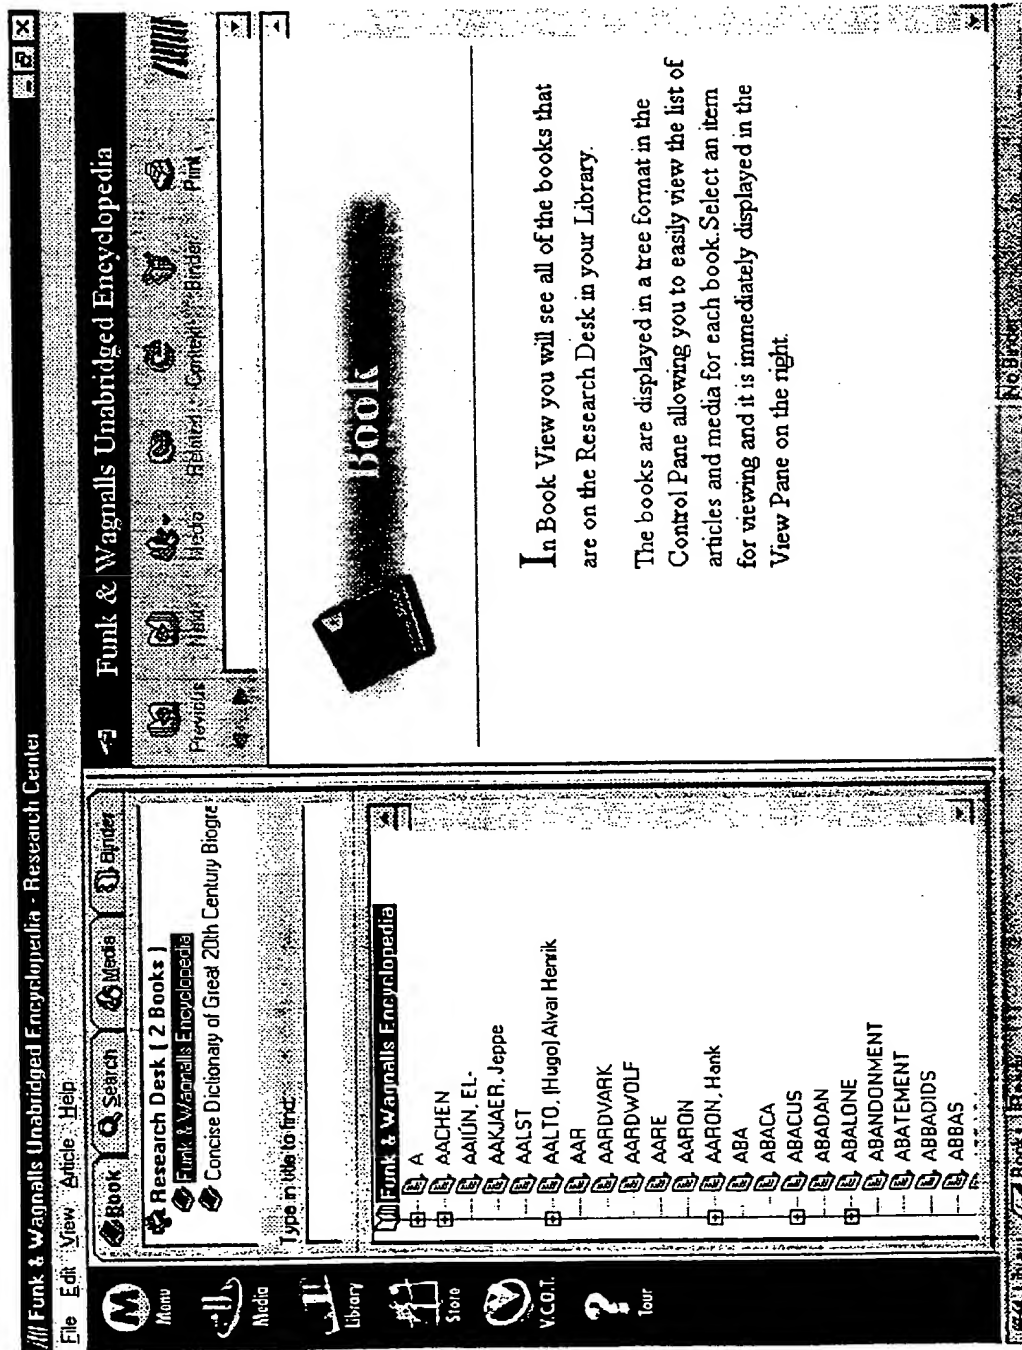 Funk & Wagnalls Unabridged Encyclopedia - Research Center
File Edit View Article Help
Menu
Media
Library
Store
V.C.O.T.
Tour
Book Search Media Binder
Research Desk [ 2 Books ]
Funk & Wagnalls Encyclopedia
Concise Dictionary of Great 20th Century Biogra
Type in title to find:
Funk & Wagnalls Encyclopedia
A
AACHEN
AAIÚN, EL-
AAKJAER, Jeppe
AALST
AALTO, (Hugo) Alvar Henrik
AAR
AARDVARK
AARDWOLF
AARE
AARON
AARON, Hank
ABA
ABACA
ABACUS
ABADAN
ABALONE
ABANDONMENT
ABATEMENT
ABBADIDS
ABBAS
Funk & Wagnalls Unabridged Encyclopedia
Previous Next Media Related Context Binder Print
Book
In Book View you will see all of the books that
are on the Research Desk in your Library.
The books are displayed in a tree format in the
Control Pane allowing you to easily view the list of
articles and media for each book.Select an item
for viewing and it is immediately displayed in the
View Pane on the right.
No Binder